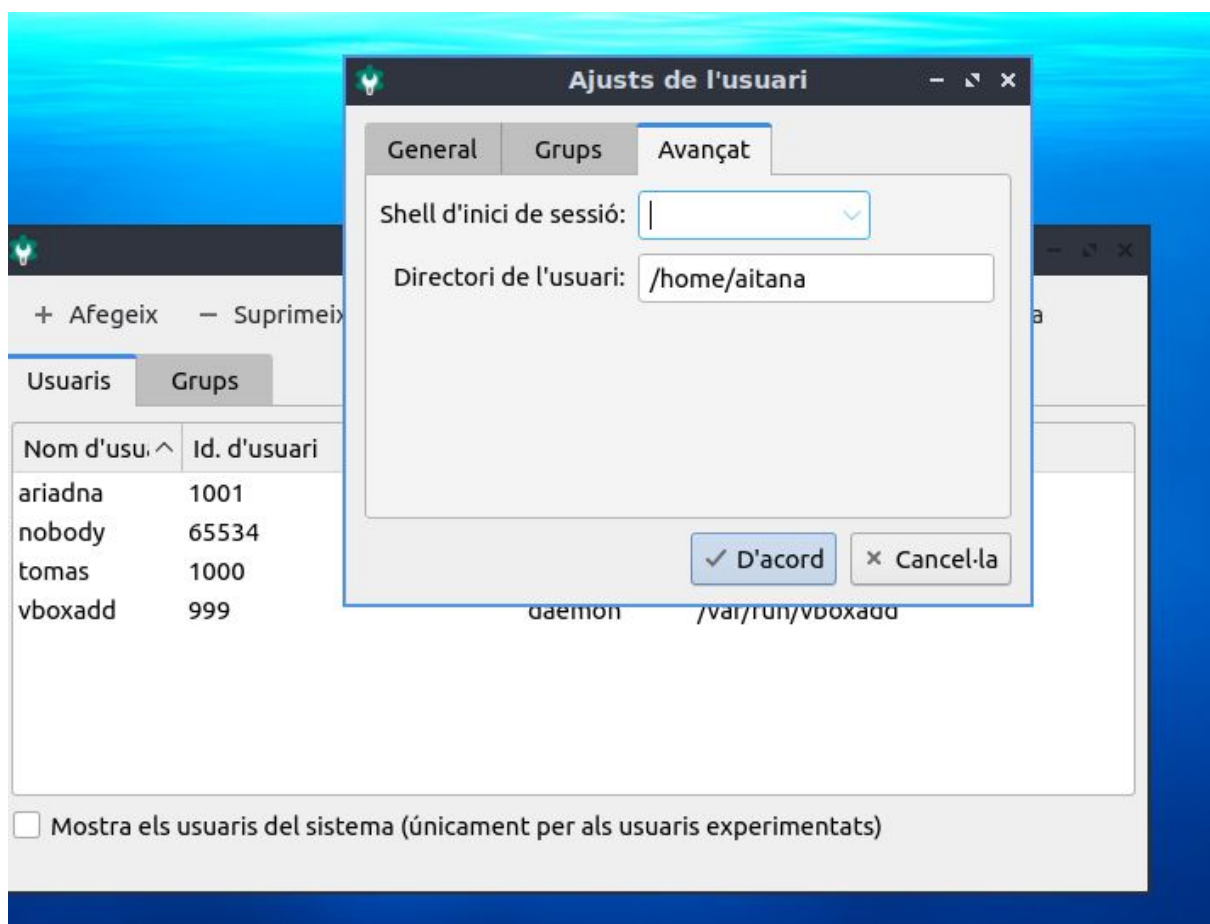 Ajusts de l'usuari
General Grups Avançat
Shell d'inici de sessió:
Directori de l'usuari: /home/aitana
+ Afegeix − Suprimeix
Usuaris Grups
Nom d'usu Id. d'usuari
ariadna 1001
nobody 65534
tomas 1000
D'acord Cancel·la
vboxadd 999 daemon /var/run/vboxadd
Mostra els usuaris del sistema (únicament per als usuaris experimentats)